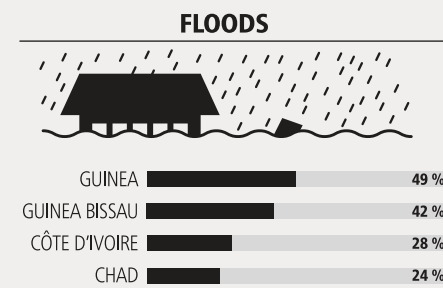 FLOODS
GUINEA 49 %
GUINEA BISSAU 42 %
CÔTE D'IVOIRE 28 %
CHAD 24 %